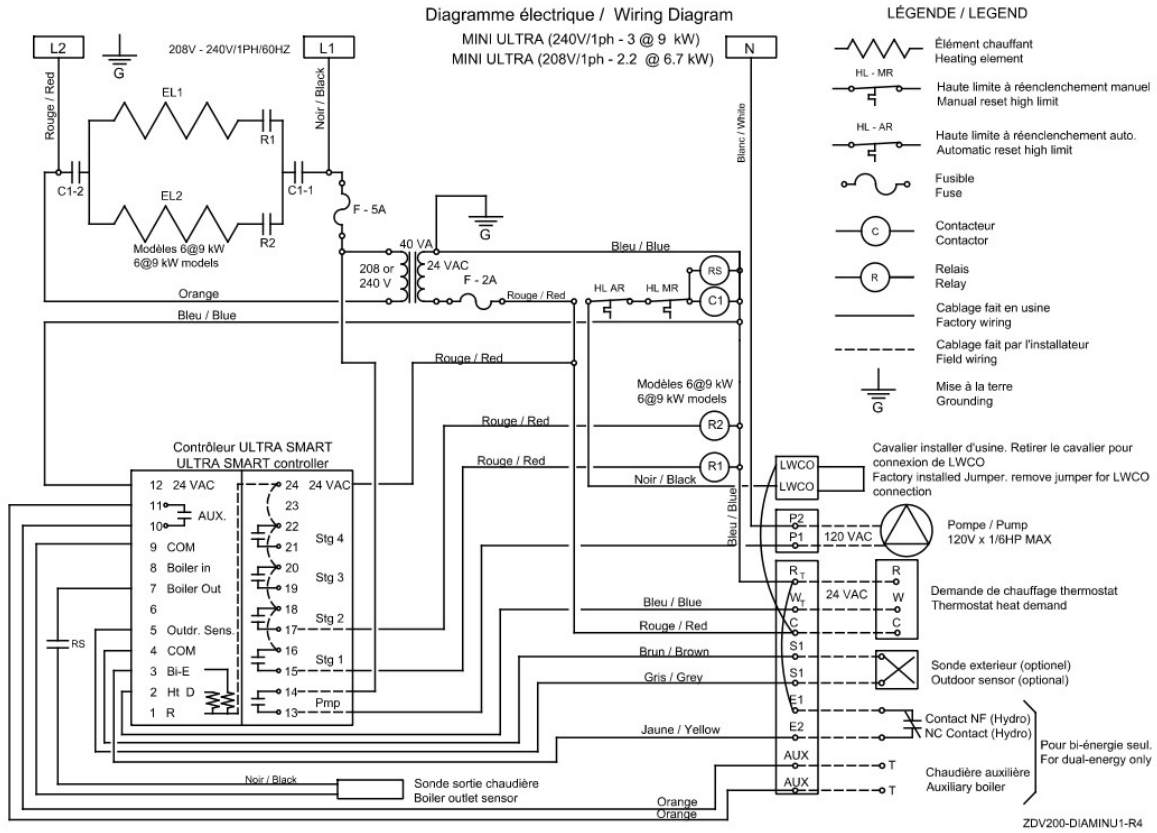 Diagramme électrique / Wiring Diagram
MINI ULTRA (240V/1ph - 3 @ 9 kW)
MINI ULTRA (208V/1ph - 2.2 @ 6.7 kW)
LÉGENDE / LEGEND
L2
G
208V - 240V/1PH/60HZ
L1
N
Rouge / Red
Noir / Black
Blanc / White
EL1
R1
C1-2
C1-1
EL2
R2
Modèles 6@9 kW
6@9 kW models
F - 5A
G
40 VA
208 or
240 V
24 VAC
F - 2A
Bleu / Blue
Rouge / Red
HL AR
HL MR
RS
C1
Orange
Bleu / Blue
Rouge / Red
Modèles 6@9 kW
6@9 kW models
Rouge / Red
R2
Rouge / Red
R1
Noir / Black
Bleu / Blue
Élément chauffant
Heating element
HL - MR
Haute limite à réenclenchement manuel
Manual reset high limit
HL - AR
Haute limite à réenclenchement auto.
Automatic reset high limit
Fusible
Fuse
C
Contacteur
Contactor
R
Relais
Relay
Cablage fait en usine
Factory wiring
Cablage fait par l'installateur
Field wiring
G
Mise à la terre
Grounding
Contrôleur ULTRA SMART
ULTRA SMART controller
12 24 VAC
11
AUX.
10
9 COM
8 Boiler in
7 Boiler Out
6
5 Outdr. Sens.
4 COM
3 Bi-E
2 Ht D
1 R
24 24 VAC
23
22
Stg 4
21
20
Stg 3
19
18
Stg 2
17
16
Stg 1
15
14
Pmp
13
RS
LWCO
LWCO
Cavalier installer d'usine. Retirer le cavalier pour
connexion de LWCO
Factory installed Jumper. remove jumper for LWCO
connection
P2
P1
120 VAC
Pompe / Pump
120V x 1/6HP MAX
RT
WT
C
24 VAC
R
W
C
Demande de chauffage thermostat
Thermostat heat demand
Bleu / Blue
Rouge / Red
Brun / Brown
Gris / Grey
Jaune / Yellow
S1
S1
Sonde exterieur (optionel)
Outdoor sensor (optional)
E1
E2
Contact NF (Hydro)
NC Contact (Hydro)
AUX
AUX
T
T
Chaudière auxilière
Auxiliary boiler
Pour bi-énergie seul.
For dual-energy only
Noir / Black
Sonde sortie chaudière
Boiler outlet sensor
Orange
Orange
ZDV200-DIAMINU1-R4